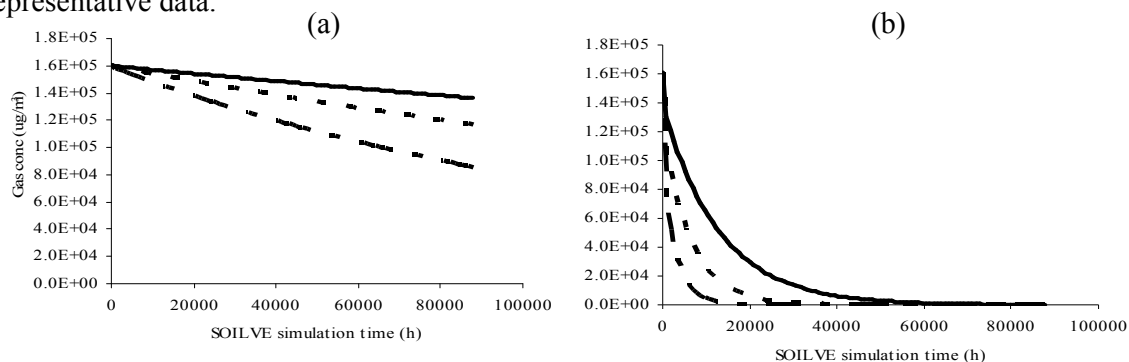 epresentative data.
(a)
(b)
Gas conc (ug/ml)
1.8E+05
1.6E+05
1.4E+05
1.2E+05
1.0E+05
8.0E+04
6.0E+04
4.0E+04
2.0E+04
0.0E+00
0 20000 40000 60000 80000 100000
SOILVE simulation time (h)
1.8E+05
1.6E+05
1.4E+05
1.2E+05
1.0E+05
8.0E+04
6.0E+04
4.0E+04
2.0E+04
0.0E+00
0 20000 40000 60000 80000 100000
SOILVE simulation time (h)